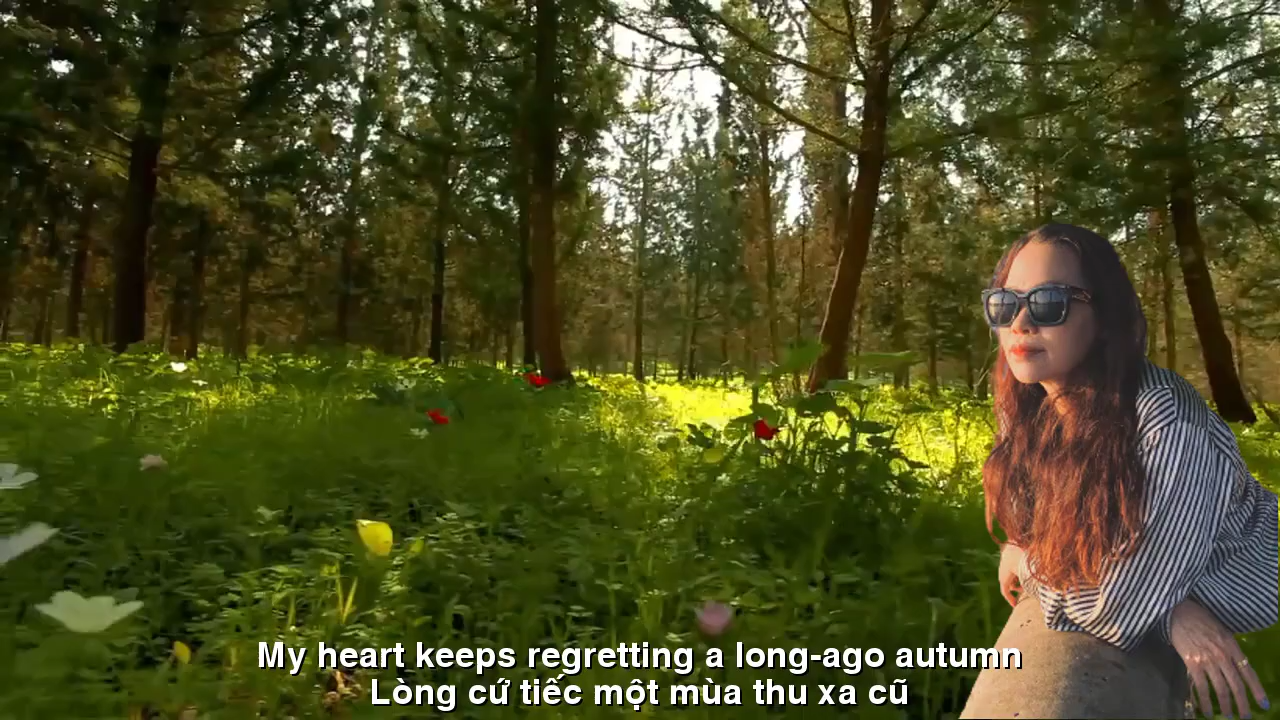 My heart keeps regretting a long-ago autumn
Lòng cứ tiếc một mùa thu xa cũ